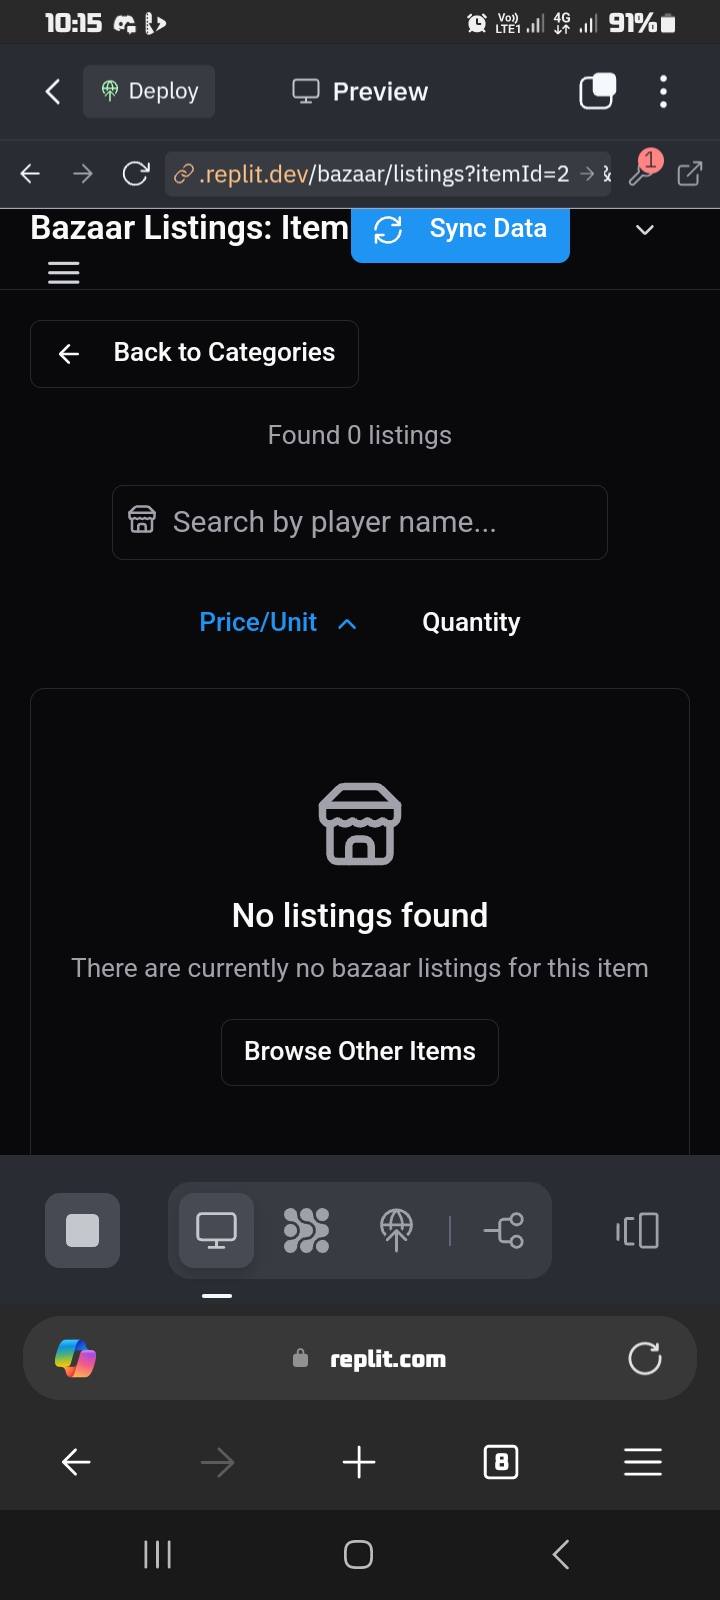 10:15
Vo)) LTE1 4G 91%
Deploy
Preview
.replit.dev/bazaar/listings?itemId=2
1
Bazaar Listings: Item
Sync Data
Back to Categories
Found 0 listings
Search by player name...
Price/Unit
Quantity
No listings found
There are currently no bazaar listings for this item
Browse Other Items
replit.com
8